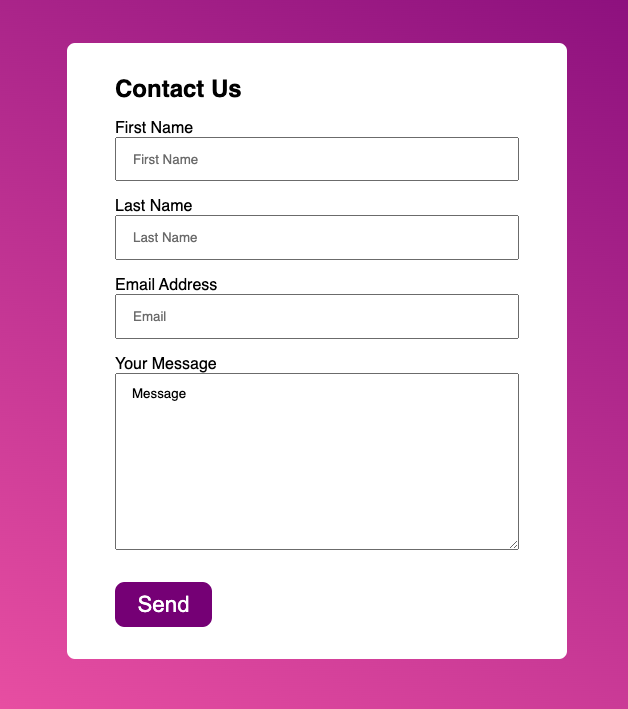 Contact Us
First Name
First Name
Last Name
Last Name
Email Address
Email
Your Message
Message
Send